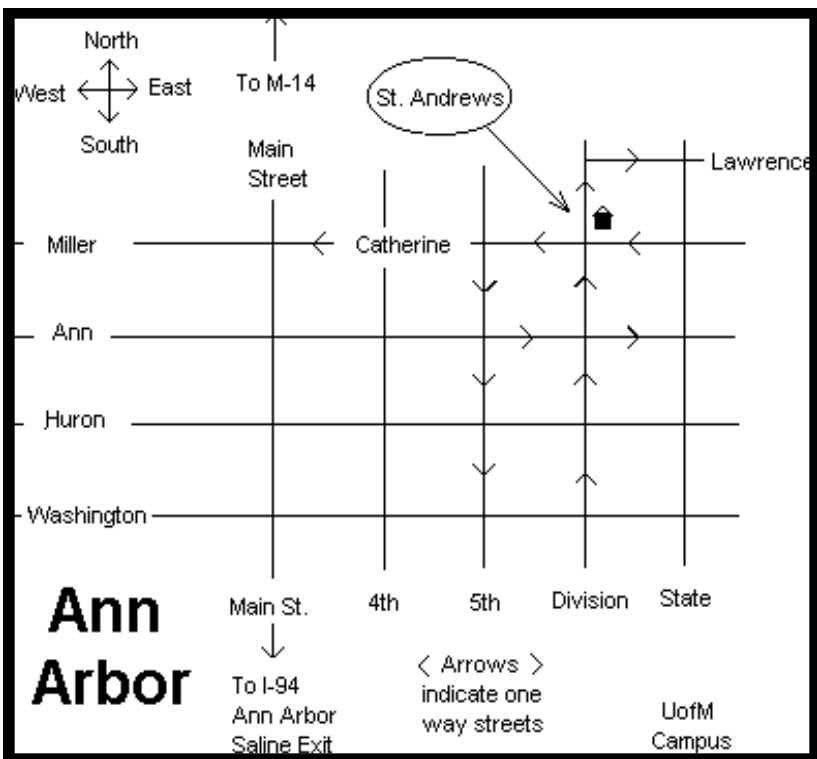 North
West
East
South
To M-14
St. Andrews
Main
Street
Lawrence
Miller
Catherine
Ann
Huron
Washington
Ann
Arbor
Main St.
4th
5th
Division
State
To I-94
Ann Arbor
Saline Exit
< Arrows >
indicate one
way streets
UofM
Campus